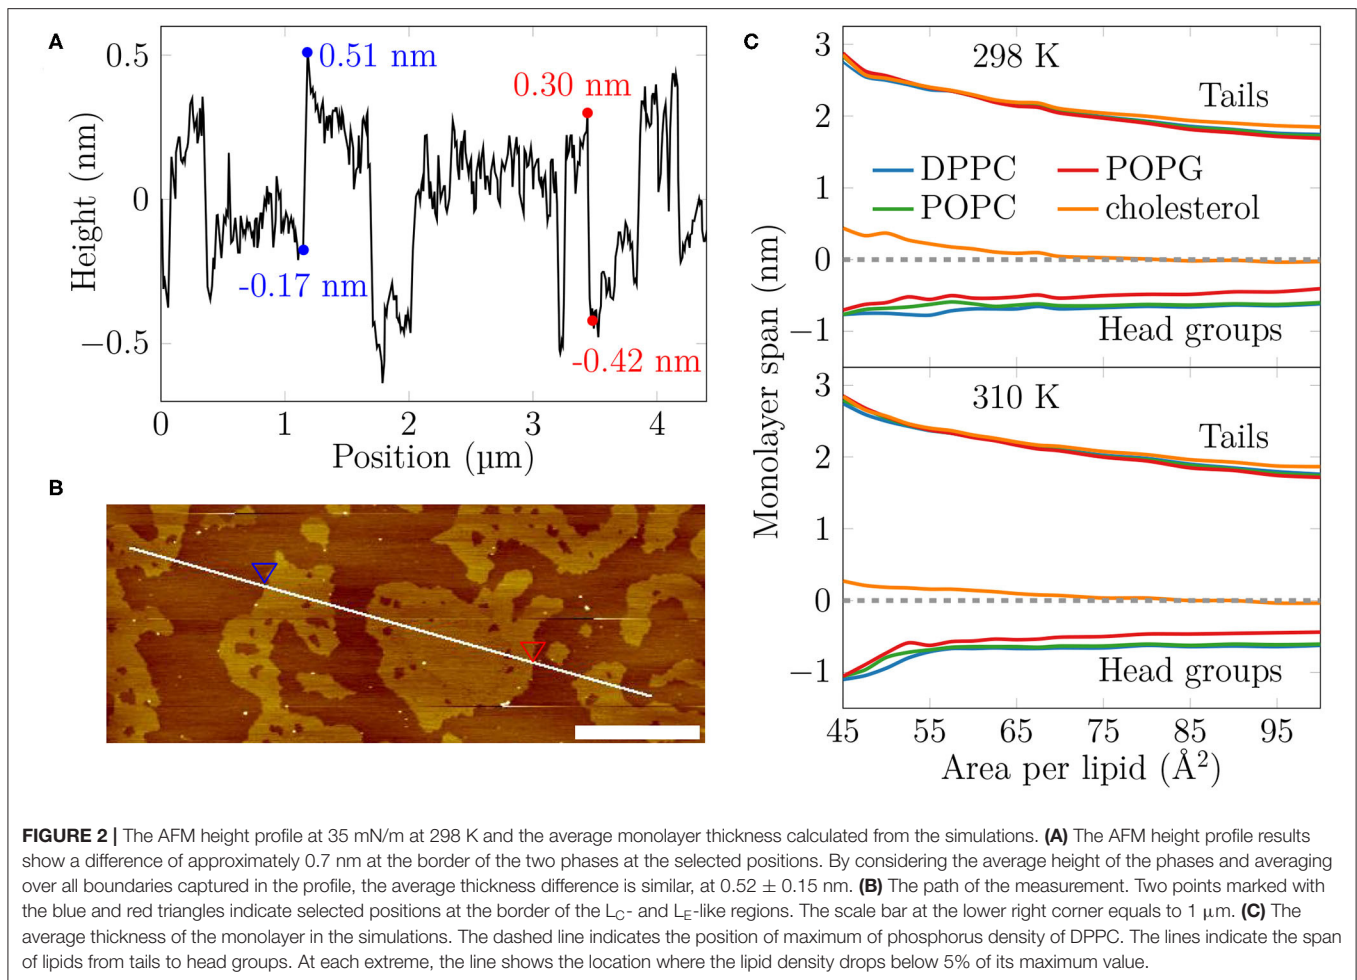 A
0.5
0
−0.5
Height (nm)
0.51 nm
-0.17 nm
0.30 nm
-0.42 nm
0 1 2 3 4
Position (µm)
B
C
3
2
1
0
−1
298 K
Tails
DPPC POPG
POPC cholesterol
Head groups
Monolayer span (nm)
3
2
1
0
−1
310 K
Tails
Head groups
45 55 65 75 85 95
Area per lipid (Å²)
FIGURE 2 | The AFM height profile at 35 mN/m at 298 K and the average monolayer thickness calculated from the simulations. (A) The AFM height profile results
show a difference of approximately 0.7 nm at the border of the two phases at the selected positions. By considering the average height of the phases and averaging
over all boundaries captured in the profile, the average thickness difference is similar, at 0.52 ± 0.15 nm. (B) The path of the measurement. Two points marked with
the blue and red triangles indicate selected positions at the border of the L_C- and L_E-like regions. The scale bar at the lower right corner equals to 1 µm. (C) The
average thickness of the monolayer in the simulations. The dashed line indicates the position of maximum of phosphorus density of DPPC. The lines indicate the span
of lipids from tails to head groups. At each extreme, the line shows the location where the lipid density drops below 5% of its maximum value.